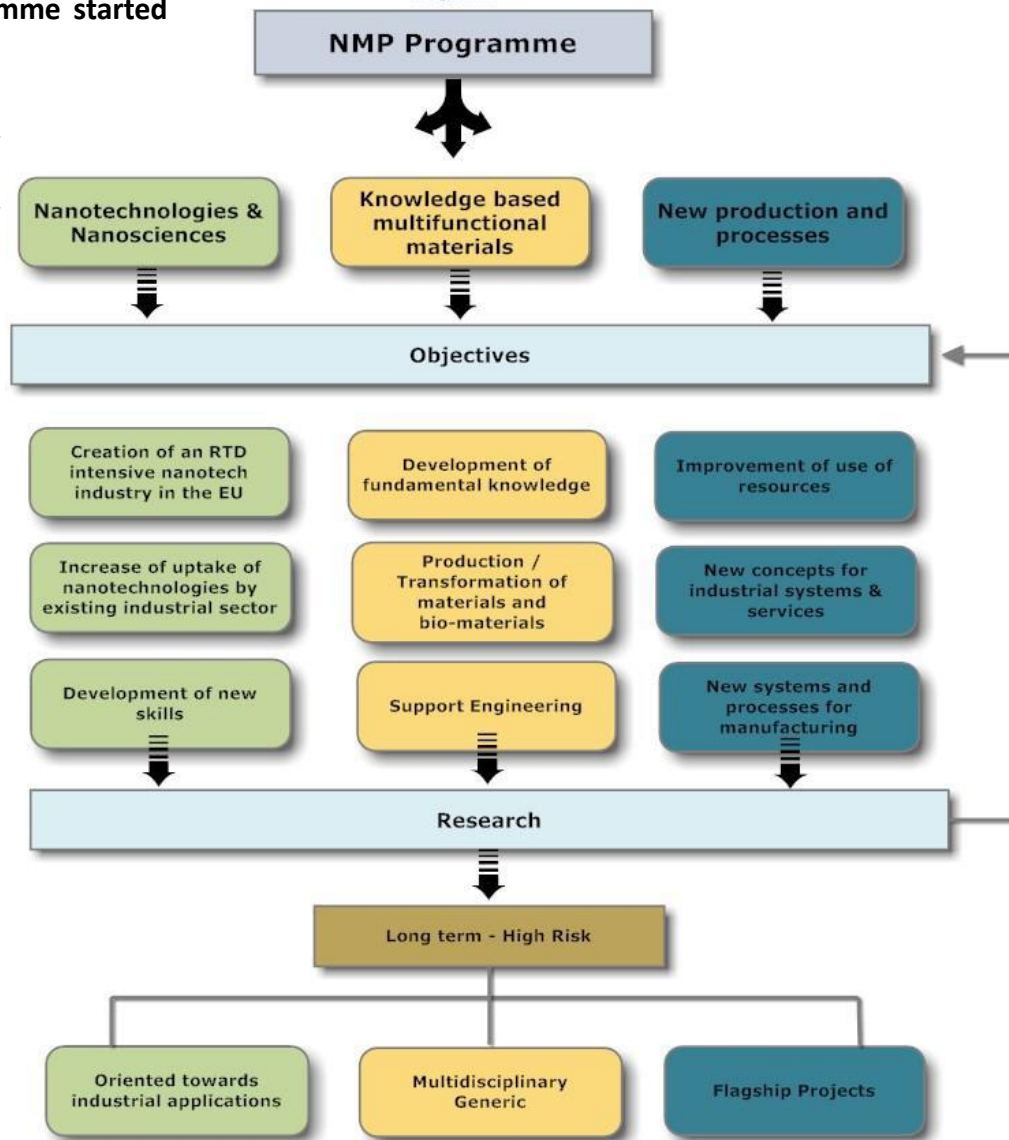 mme started
NMP Programme
Nanotechnologies &
Nanosciences
Knowledge based
multifunctional
materials
New production and
processes
Objectives
Creation of an RTD
intensive nanotech
industry in the EU
Development of
fundamental knowledge
Improvement of use of
resources
Increase of uptake of
nanotechnologies by
existing industrial sector
Production /
Transformation of
materials and
bio-materials
New concepts for
industrial systems &
services
Development of new
skills
Support Engineering
New systems and
processes for
manufacturing
Research
Long term - High Risk
Oriented towards
industrial applications
Multidisciplinary
Generic
Flagship Projects